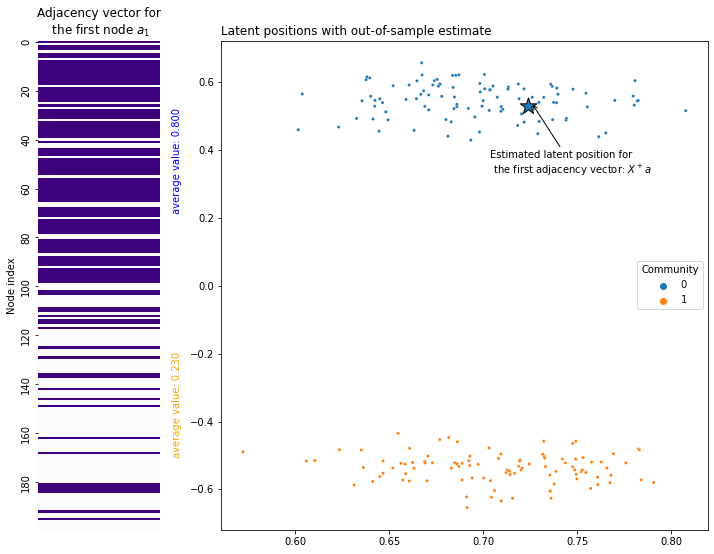 Adjacency vector for
the first node a₁
Latent positions with out-of-sample estimate
Node index
0
20
40
60
80
100
120
140
160
180
average value: 0.800
average value: 0.230
0.6
0.4
0.2
0.0
−0.2
−0.4
−0.6
0.60
0.65
0.70
0.75
0.80
Estimated latent position for
the first adjacency vector: X⁺a
Community
0
1